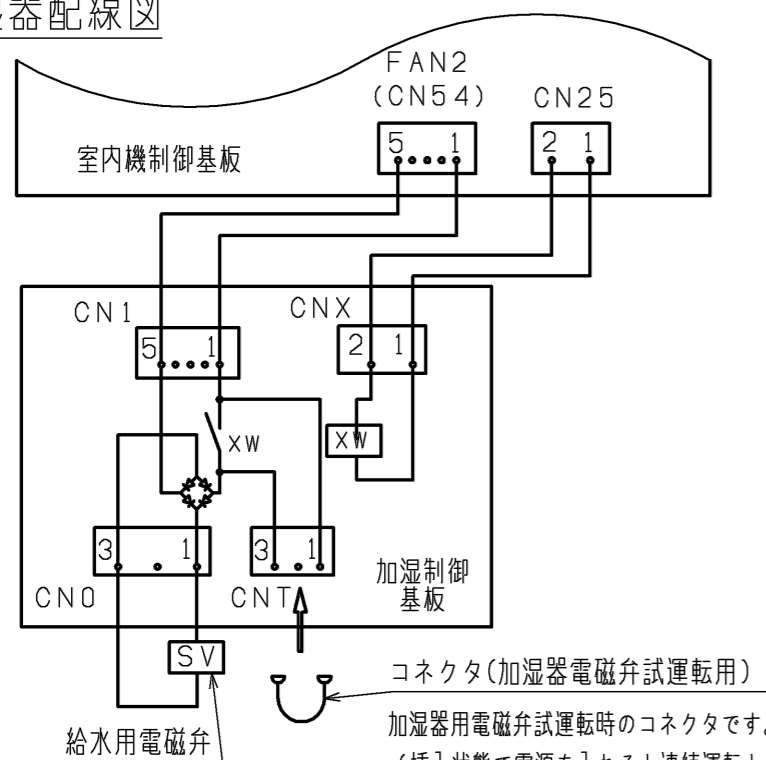 器配線図
FAN2
(CN54)
CN25
5 1
2 1
室内機制御基板
CN1
CNX
5 1
2 1
XW
XW
3 1
3 1
CN0
CNT
加湿制御
基板
SV
コネクタ(加湿器電磁弁試運転用)
給水用電磁弁
加湿器用電磁弁試運転時のコネクタです。